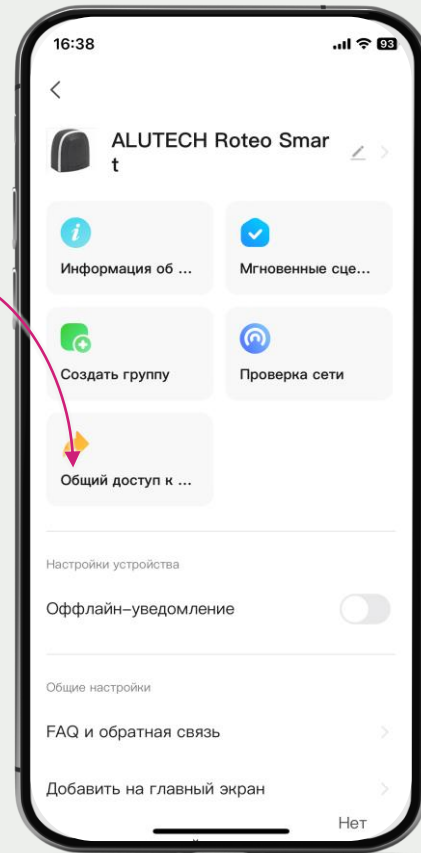 16:38
93
ALUTECH Roteo Smar
t
Информация об ...
Мгновенные сце...
Создать группу
Проверка сети
Общий доступ к ...
Настройки устройства
Оффлайн-уведомление
Общие настройки
FAQ и обратная связь
Добавить на главный экран
Нет